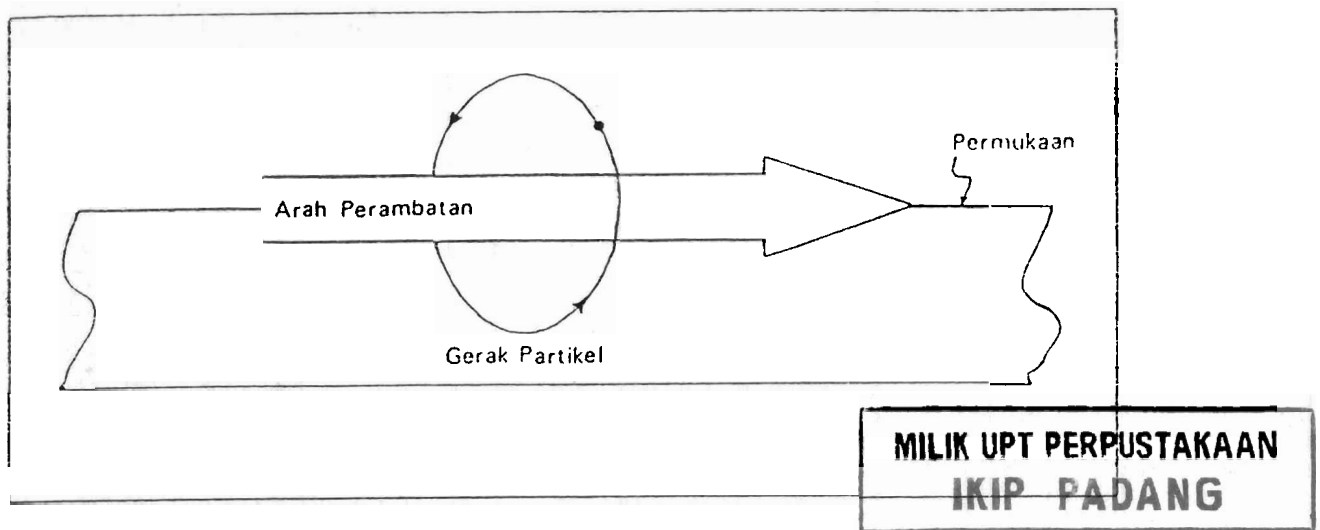 Permukaan
Arah Perambatan
Gerak Partikel
MILIK UPT PERPUSTAKAAN
IKIP PADANG